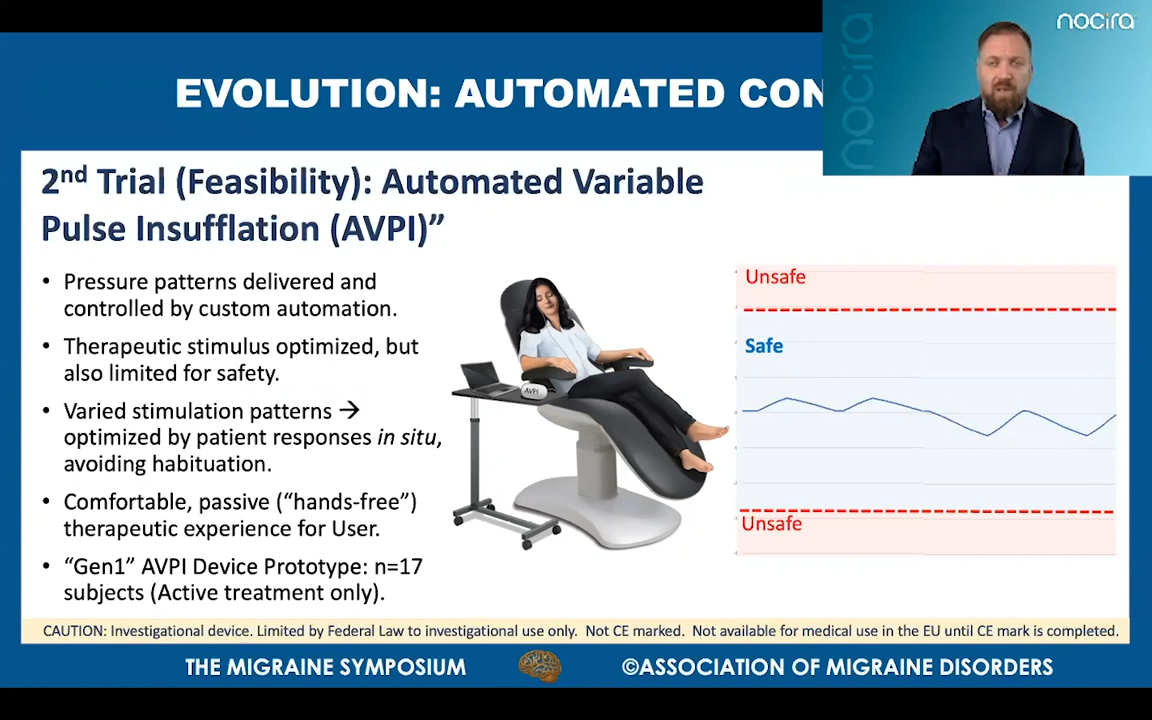 nocira
nocira
EVOLUTION: AUTOMATED CON
2nd Trial (Feasibility): Automated Variable
Pulse Insufflation (AVPI)”
• Pressure patterns delivered and
controlled by custom automation.
• Therapeutic stimulus optimized, but
also limited for safety.
• Varied stimulation patterns →
optimized by patient responses in situ,
avoiding habituation.
• Comfortable, passive (“hands-free”)
therapeutic experience for User.
• “Gen1” AVPI Device Prototype: n=17
subjects (Active treatment only).
AVPI
Unsafe
Safe
Unsafe
CAUTION: Investigational device. Limited by Federal Law to investigational use only. Not CE marked. Not available for medical use in the EU until CE mark is completed.
THE MIGRAINE SYMPOSIUM
©ASSOCIATION OF MIGRAINE DISORDERS